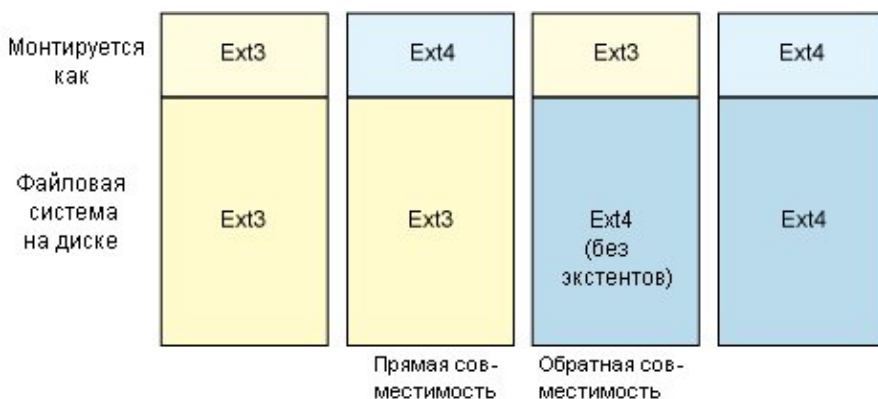 Монтируется
как
Ext3
Ext4
Ext3
Ext4
Файловая
система
на диске
Ext3
Ext3
Ext4
(без
экстентов)
Ext4
Прямая сов-
местимость
Обратная сов-
местимость